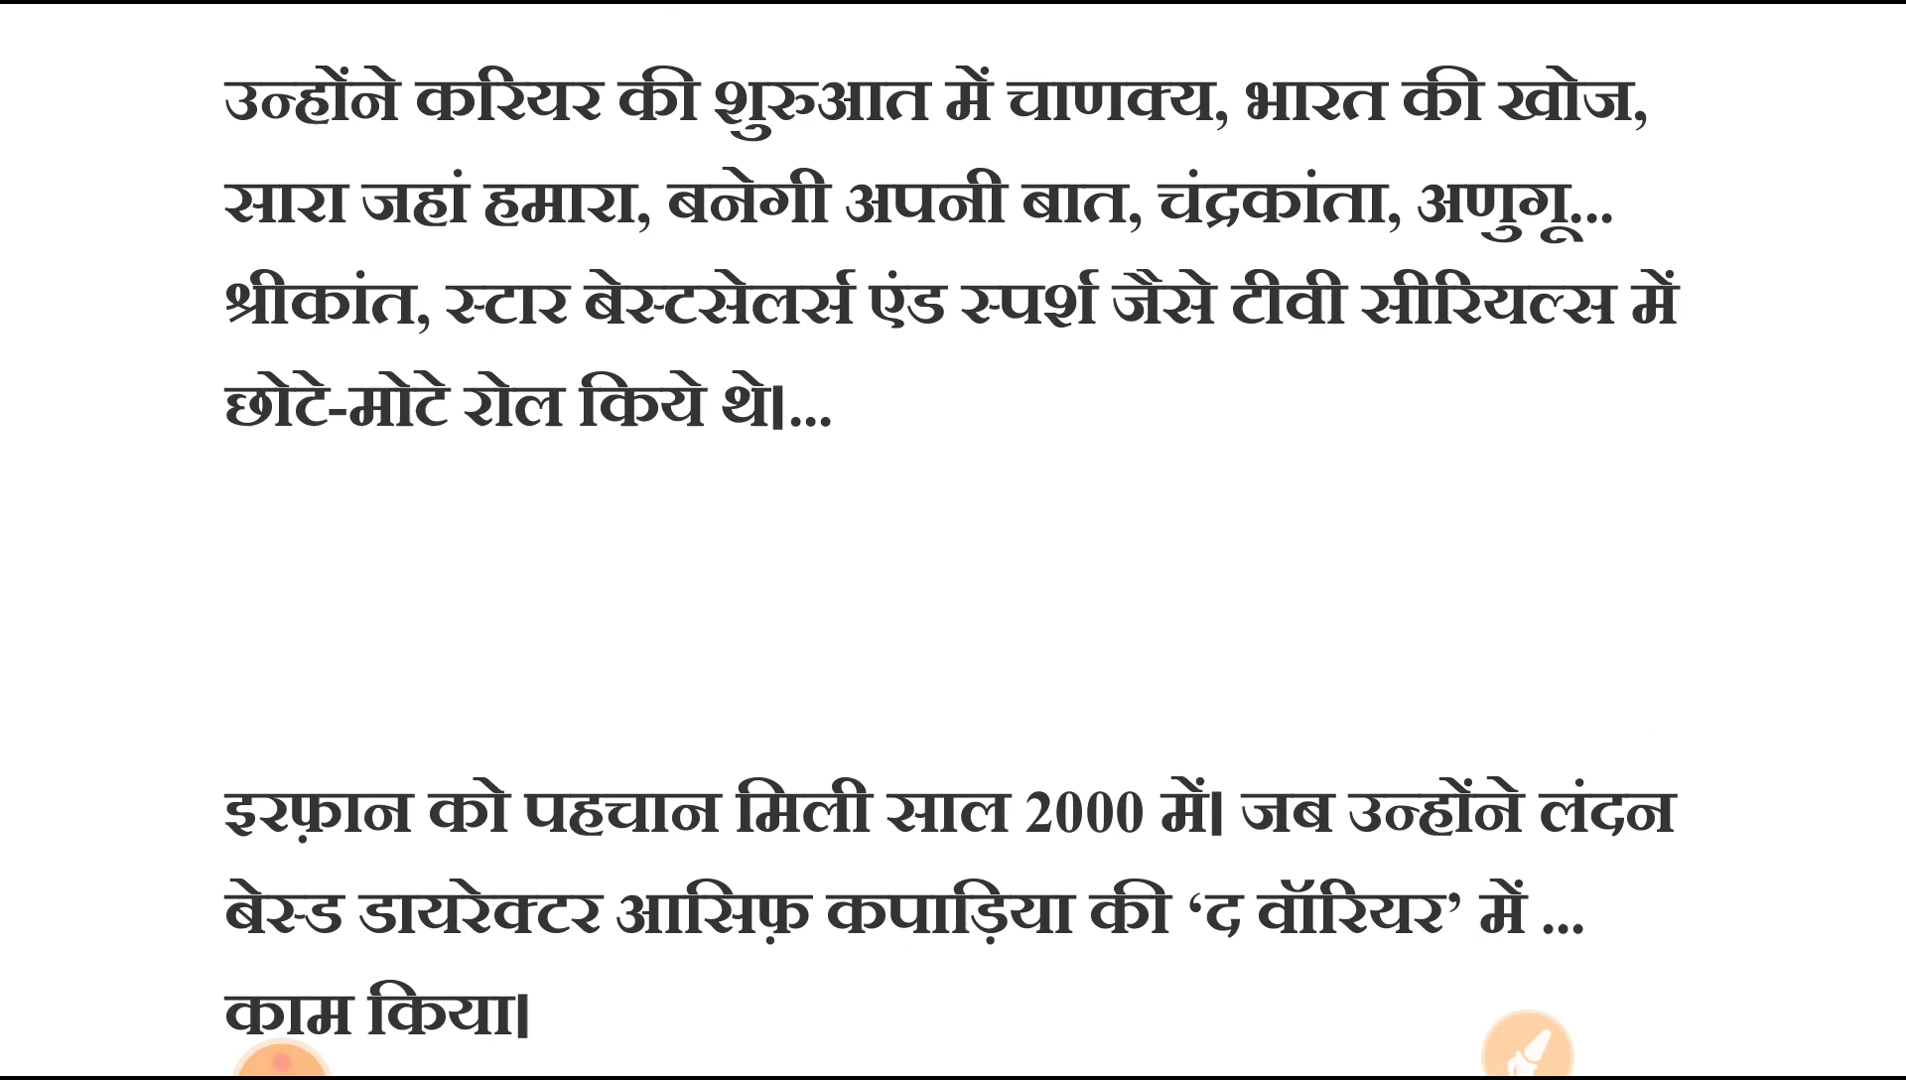 उन्होंने करियर की शुरुआत में चाणक्य, भारत की खोज,
सारा जहां हमारा, बनेगी अपनी बात, चंद्रकांता, अणुगू...
श्रीकांत, स्टार बेस्टसेलर्स एंड स्पर्श जैसे टीवी सीरियल्स में
छोटे-मोटे रोल किये थे|...
इरफ़ान को पहचान मिली साल 2000 में| जब उन्होंने लंदन
बेस्ड डायरेक्टर आसिफ़ कपाड़िया की ‘द वॉरियर’ में ...
काम किया|